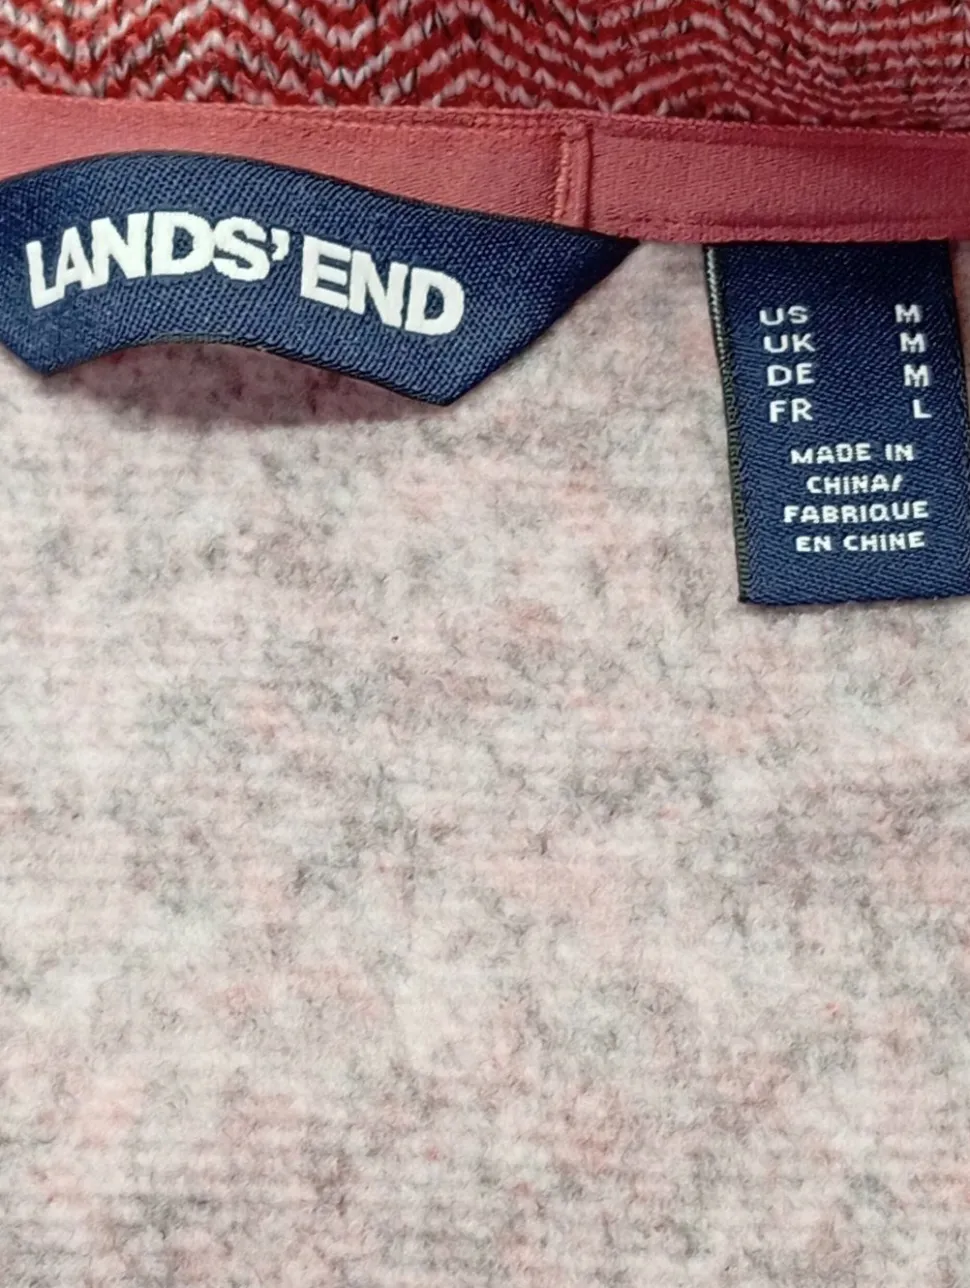 LANDS' END
US M
UK M
DE M
FR L
MADE IN
CHINA/
FABRIQUE
EN CHINE